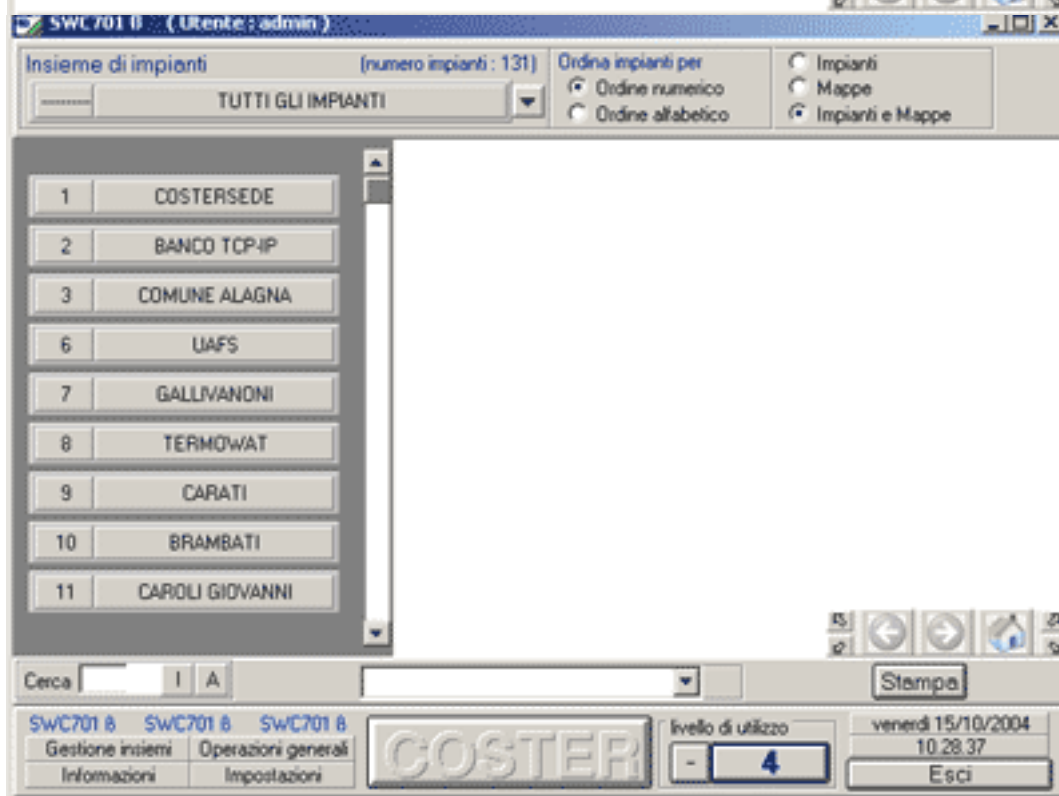 SWC701 8 ( Utente : admin )
Insieme di impianti (numero impianti : 131) Ordina impianti per Impianti
-------- TUTTI GLI IMPIANTI Ordine numerico Mappe
Ordine alfabetico Impianti e Mappe
1 COSTERSEDE
2 BANCO TCP-IP
3 COMUNE ALAGNA
6 UAFS
7 GALLIVANONI
8 TERMOWAT
9 CARATI
10 BRAMBATI
11 CAROLI GIOVANNI
Cerca I A Stampa
SWC701 8 SWC701 8 SWC701 8 livello di utilizzo venerdì 15/10/2004
Gestione insiemi Operazioni generali COSTER - 4 10.28.37
Informazioni Impostazioni Esci